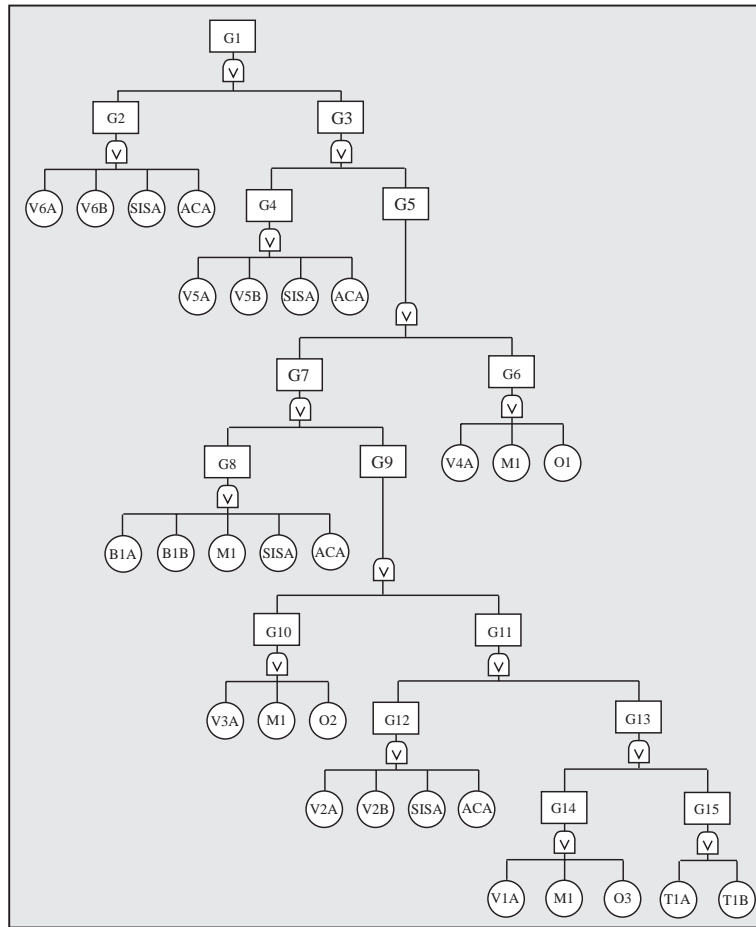 G1
∨
G2 G3
∨ ∨
V6A V6B SISA ACA G4 G5
∨
V5A V5B SISA ACA
∨
G7 G6
∨ ∨
G8 G9 V4A M1 O1
∨
B1A B1B M1 SISA ACA
∨
G10 G11
∨ ∨
V3A M1 O2 G12 G13
∨ ∨
V2A V2B SISA ACA G14 G15
∨ ∨
V1A M1 O3 T1A T1B